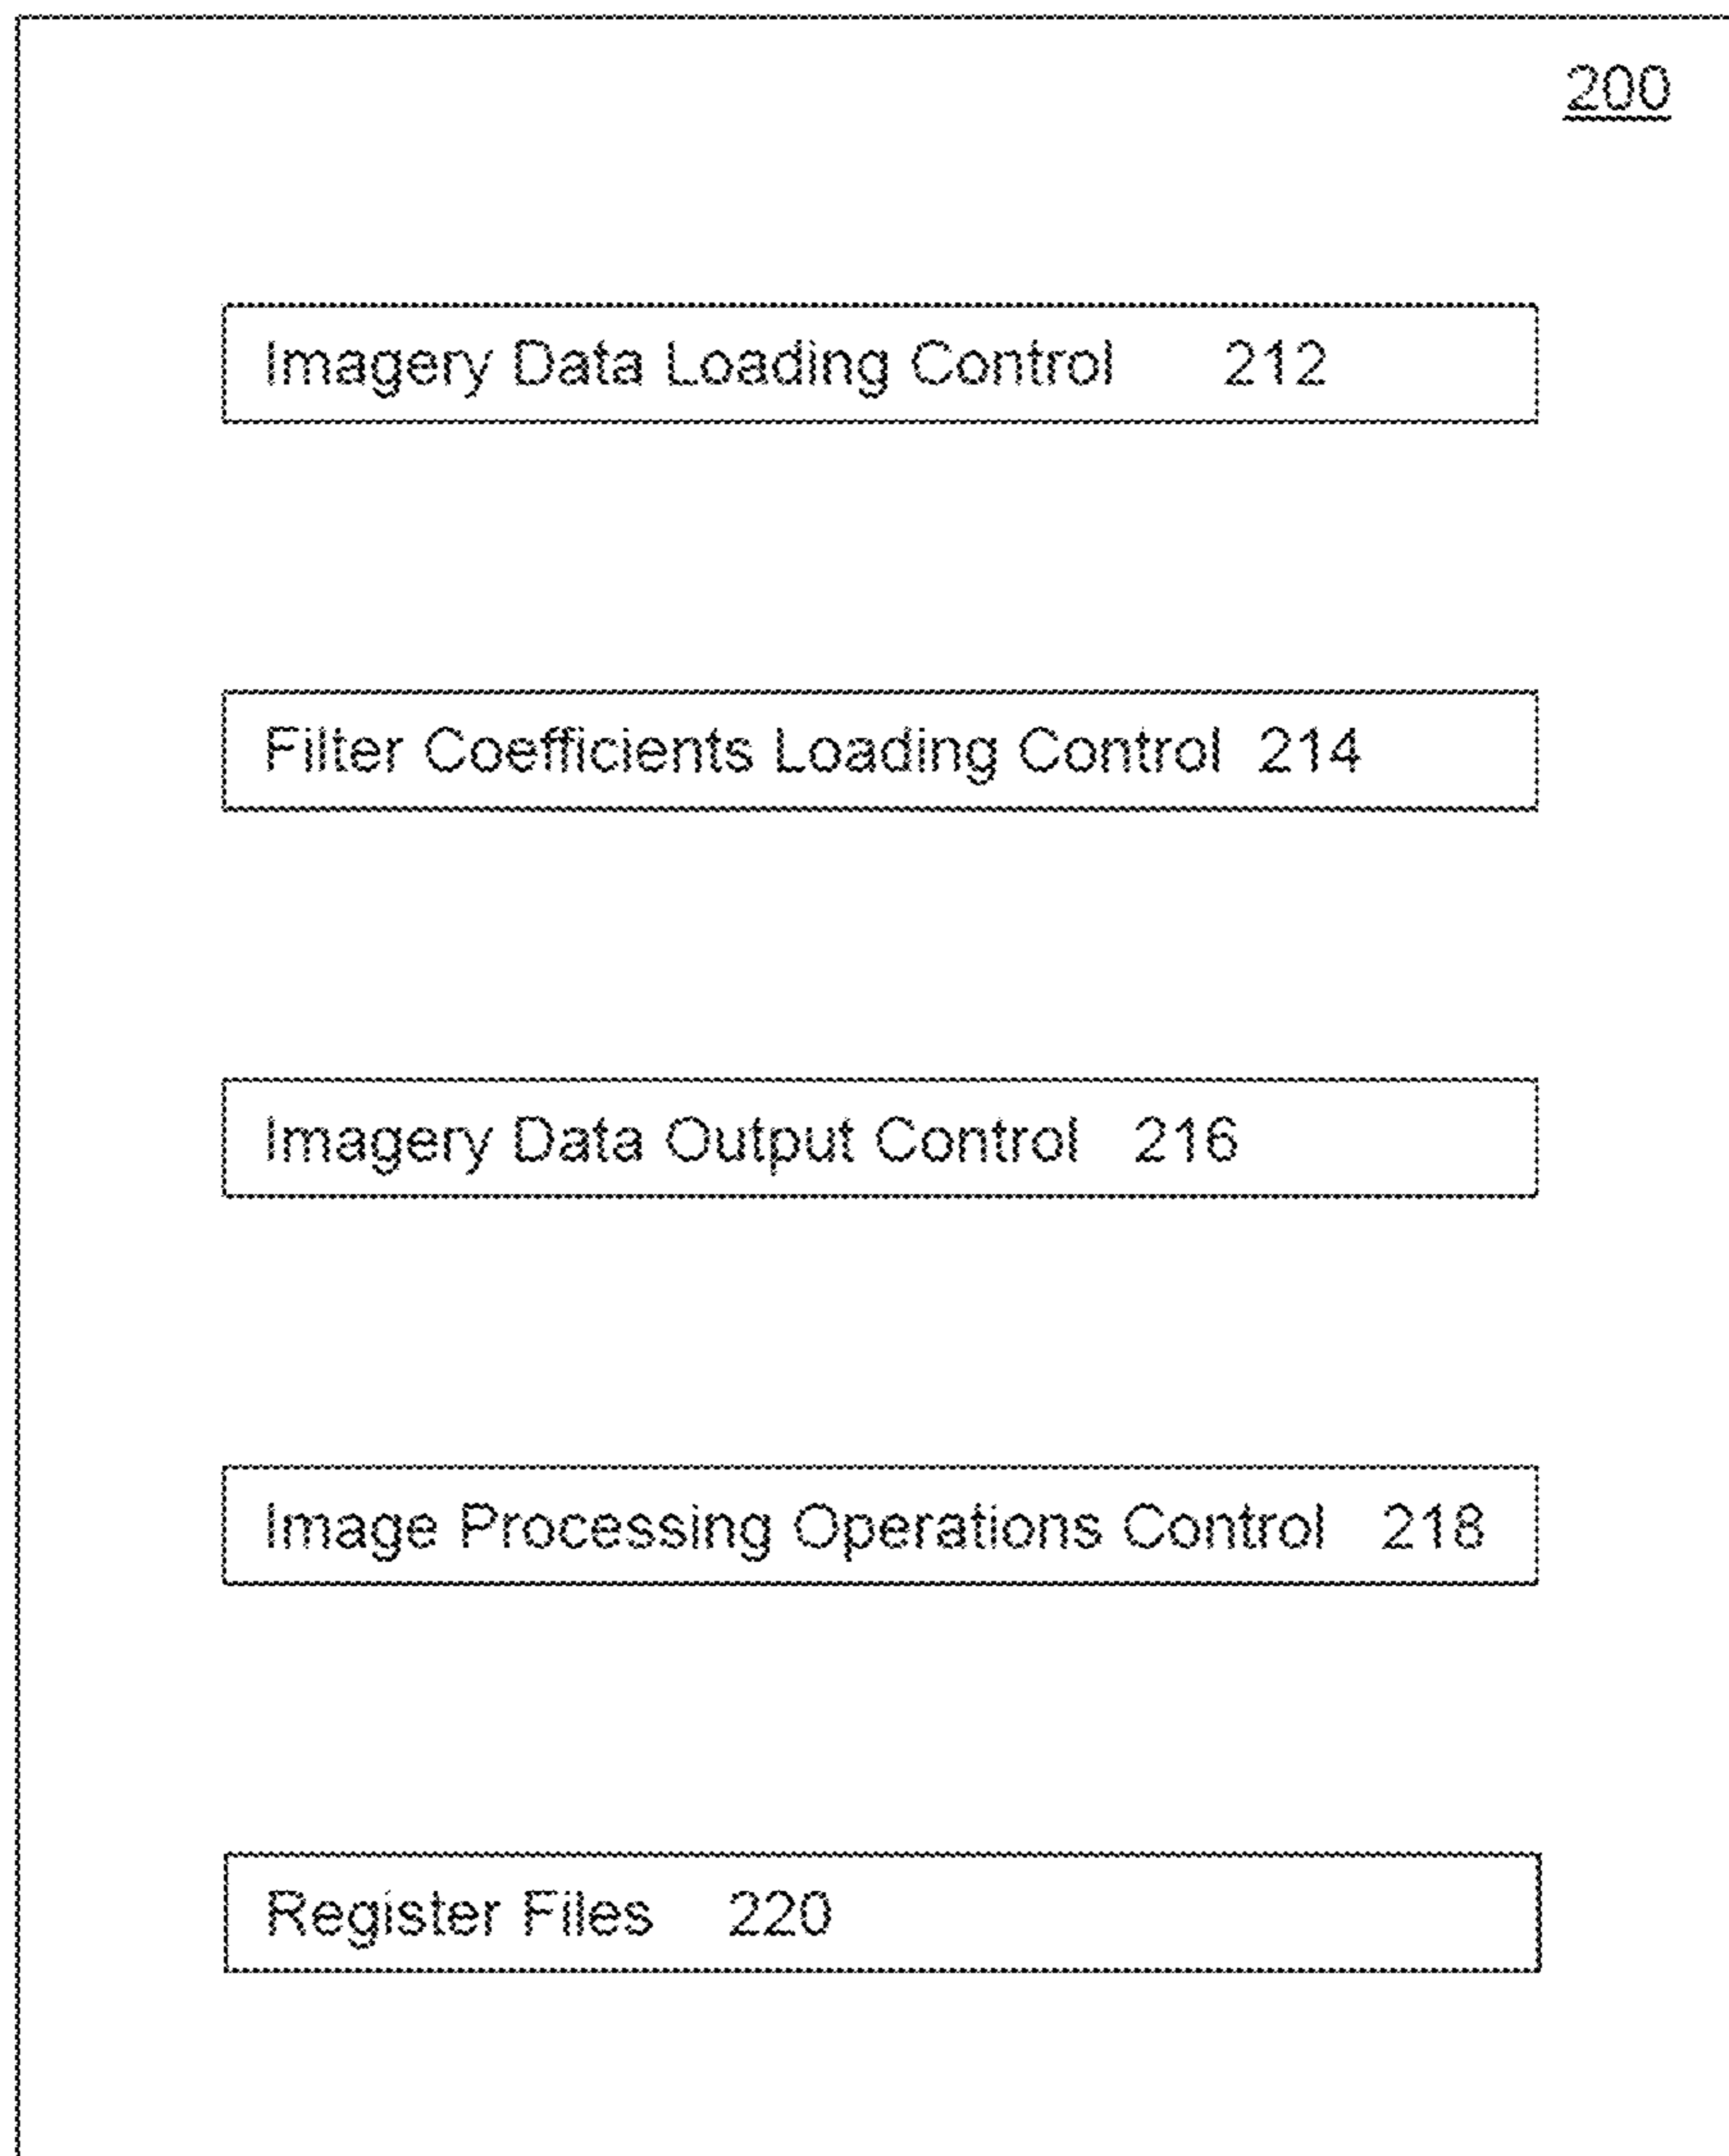 200
Imagery Data Loading Control 212
Filter Coefficients Loading Control 214
Imagery Data Output Control 216
Image Processing Operations Control 218
Register Files 220